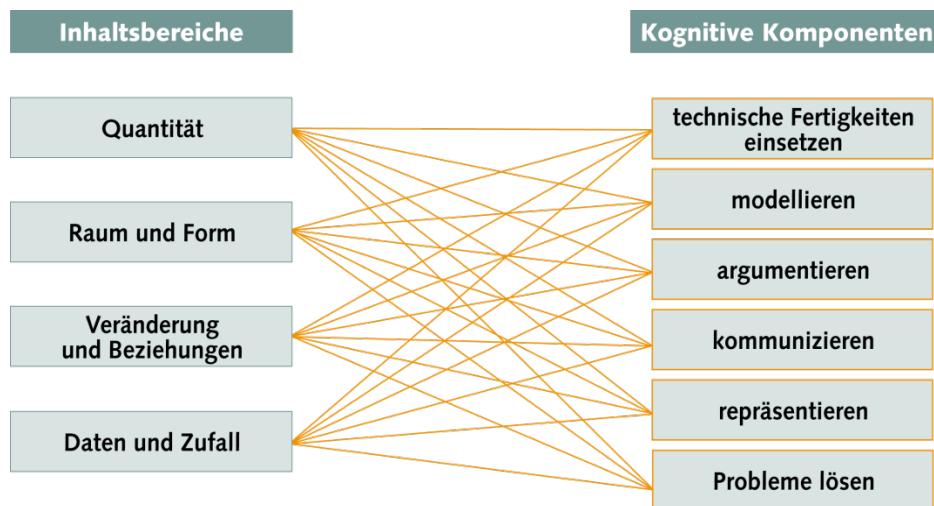 Inhaltsbereiche
Quantität
Raum und Form
Veränderung
und Beziehungen
Daten und Zufall
Kognitive Komponenten
technische Fertigkeiten
einsetzen
modellieren
argumentieren
kommunizieren
repräsentieren
Probleme lösen